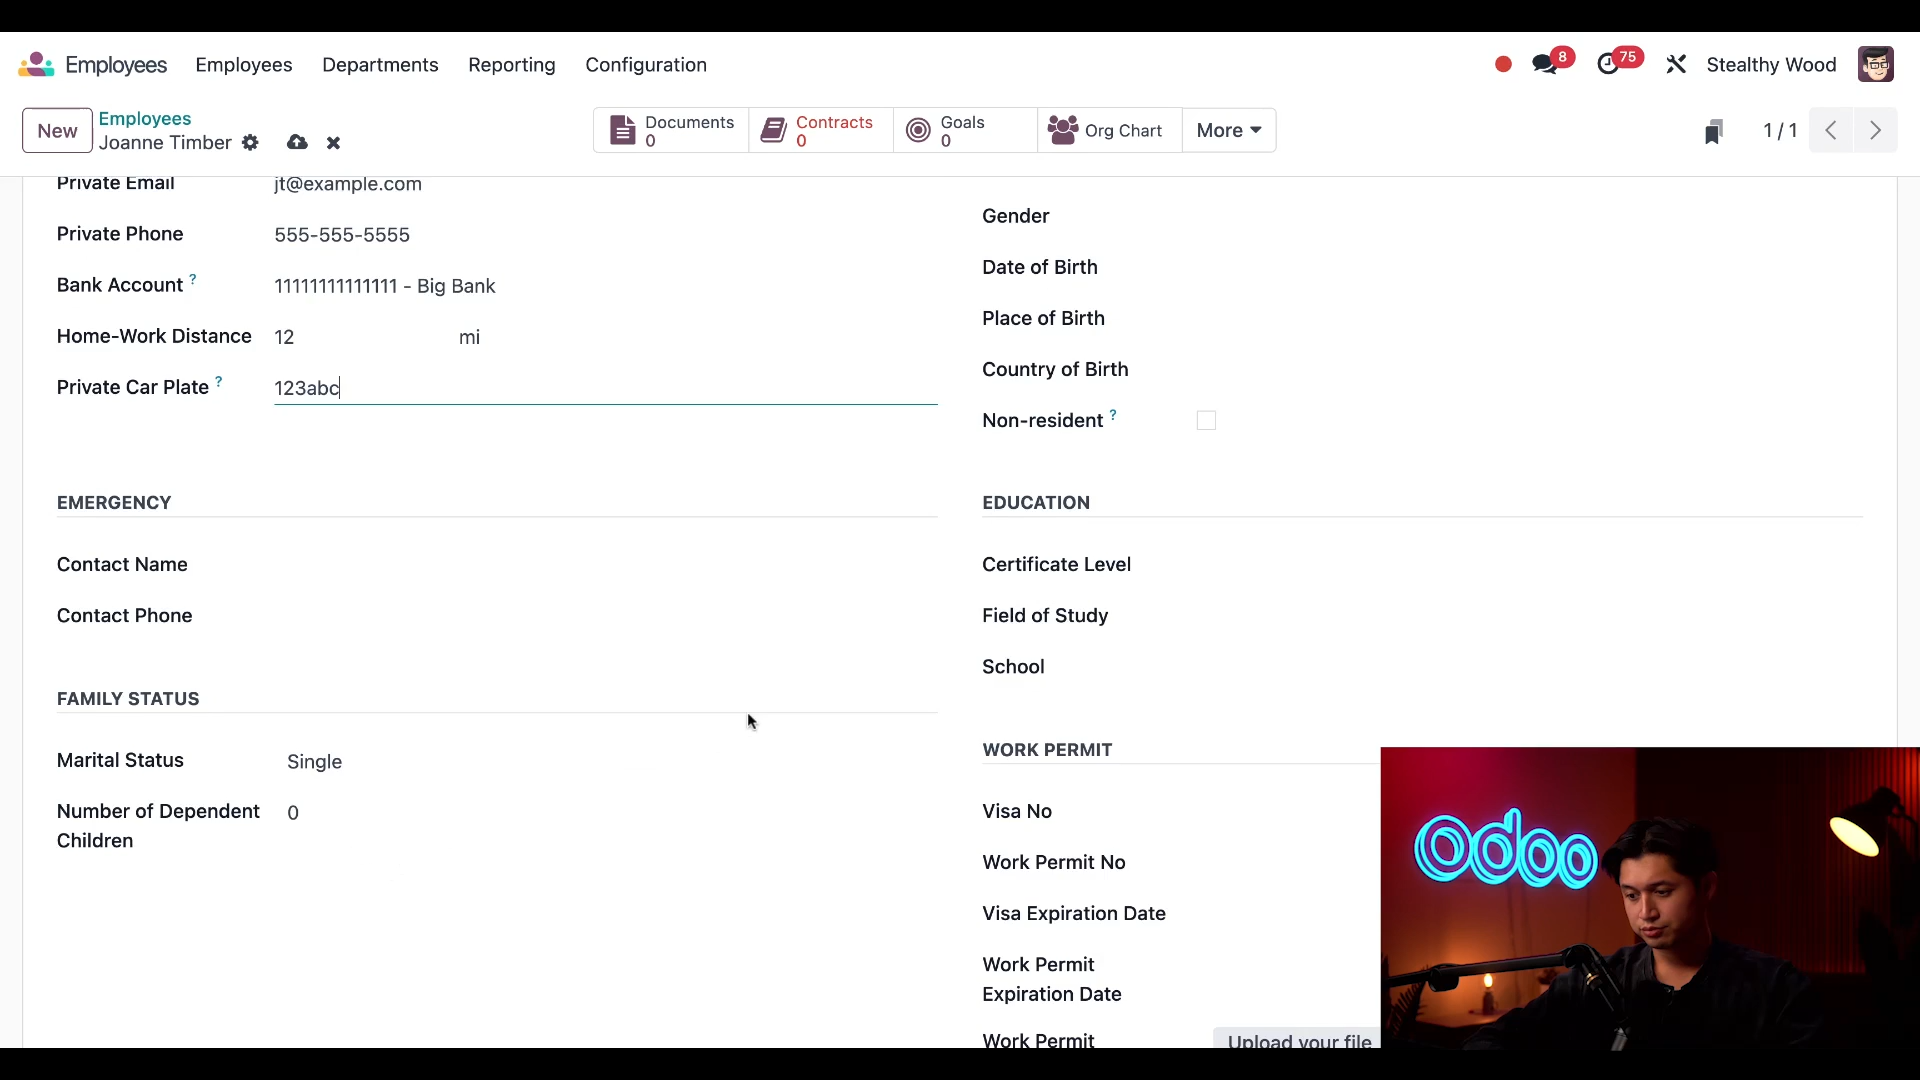 Employees Employees Departments Reporting Configuration 8 75 Stealthy Wood
New Employees Documents 0 Contracts 0 Goals 0 Org Chart More 1 / 1
Joanne Timber
Private Email jt@example.com
Gender
Private Phone 555-555-5555
Date of Birth
Bank Account ? 11111111111111 - Big Bank
Place of Birth
Home-Work Distance 12 mi
Country of Birth
Private Car Plate ? 123abc
Non-resident ?
EMERGENCY
Contact Name
Contact Phone
EDUCATION
Certificate Level
Field of Study
School
FAMILY STATUS
Marital Status Single
Number of Dependent Children 0
WORK PERMIT
Visa No
Work Permit No
Visa Expiration Date
Work Permit
Expiration Date
Work Permit Upload your file
odoo